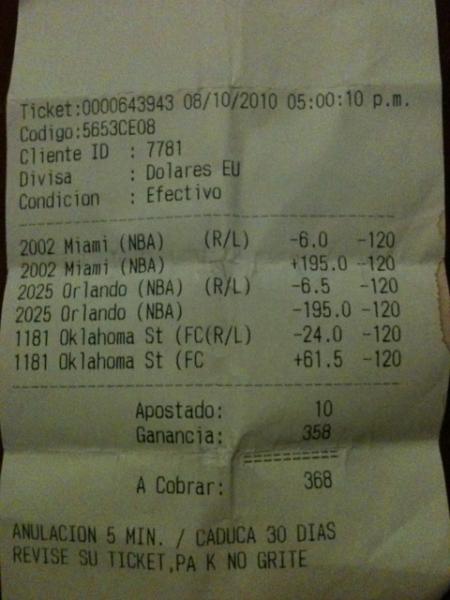 Ticket:0000643943 08/10/2010 05:00:10 p.m.
Codigo:5653CE08
Cliente ID : 7781
Divisa : Dolares EU
Condicion : Efectivo
2002 Miami (NBA) (R/L) -6.0 -120
2002 Miami (NBA) +195.0 -120
2025 Orlando (NBA) (R/L) -6.5 -120
2025 Orlando (NBA) -195.0 -120
1181 Oklahoma St (FC(R/L) -24.0 -120
1181 Oklahoma St (FC +61.5 -120
Apostado: 10
Ganancia: 358
A Cobrar: 368
ANULACION 5 MIN. / CADUCA 30 DIAS
REVISE SU TICKET,PA K NO GRITE